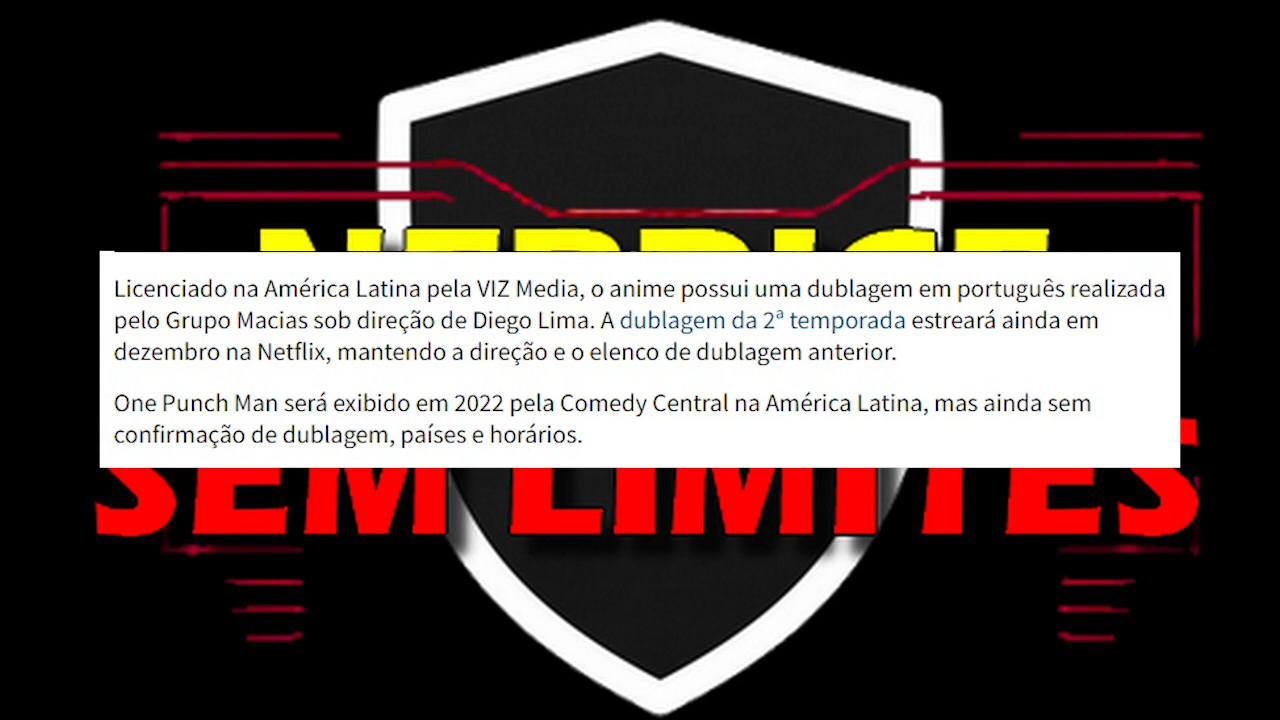 Licenciado na América Latina pela VIZ Media, o anime possui uma dublagem em português realizada
pelo Grupo Macias sob direção de Diego Lima. A dublagem da 2ª temporada estreará ainda em
dezembro na Netflix, mantendo a direção e o elenco de dublagem anterior.
One Punch Man será exibido em 2022 pela Comedy Central na América Latina, mas ainda sem
confirmação de dublagem, países e horários.
SEM LIMITES